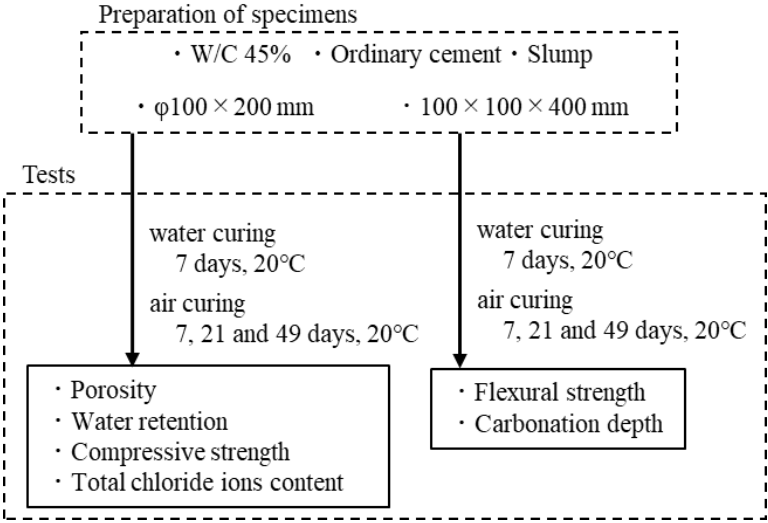 Preparation of specimens
・W/C 45% ・Ordinary cement・Slump
・φ100×200 mm ・100×100×400 mm
Tests
water curing
7 days, 20℃
air curing
7, 21 and 49 days, 20℃
water curing
7 days, 20℃
air curing
7, 21 and 49 days, 20℃
・Porosity
・Water retention
・Compressive strength
・Total chloride ions content
・Flexural strength
・Carbonation depth